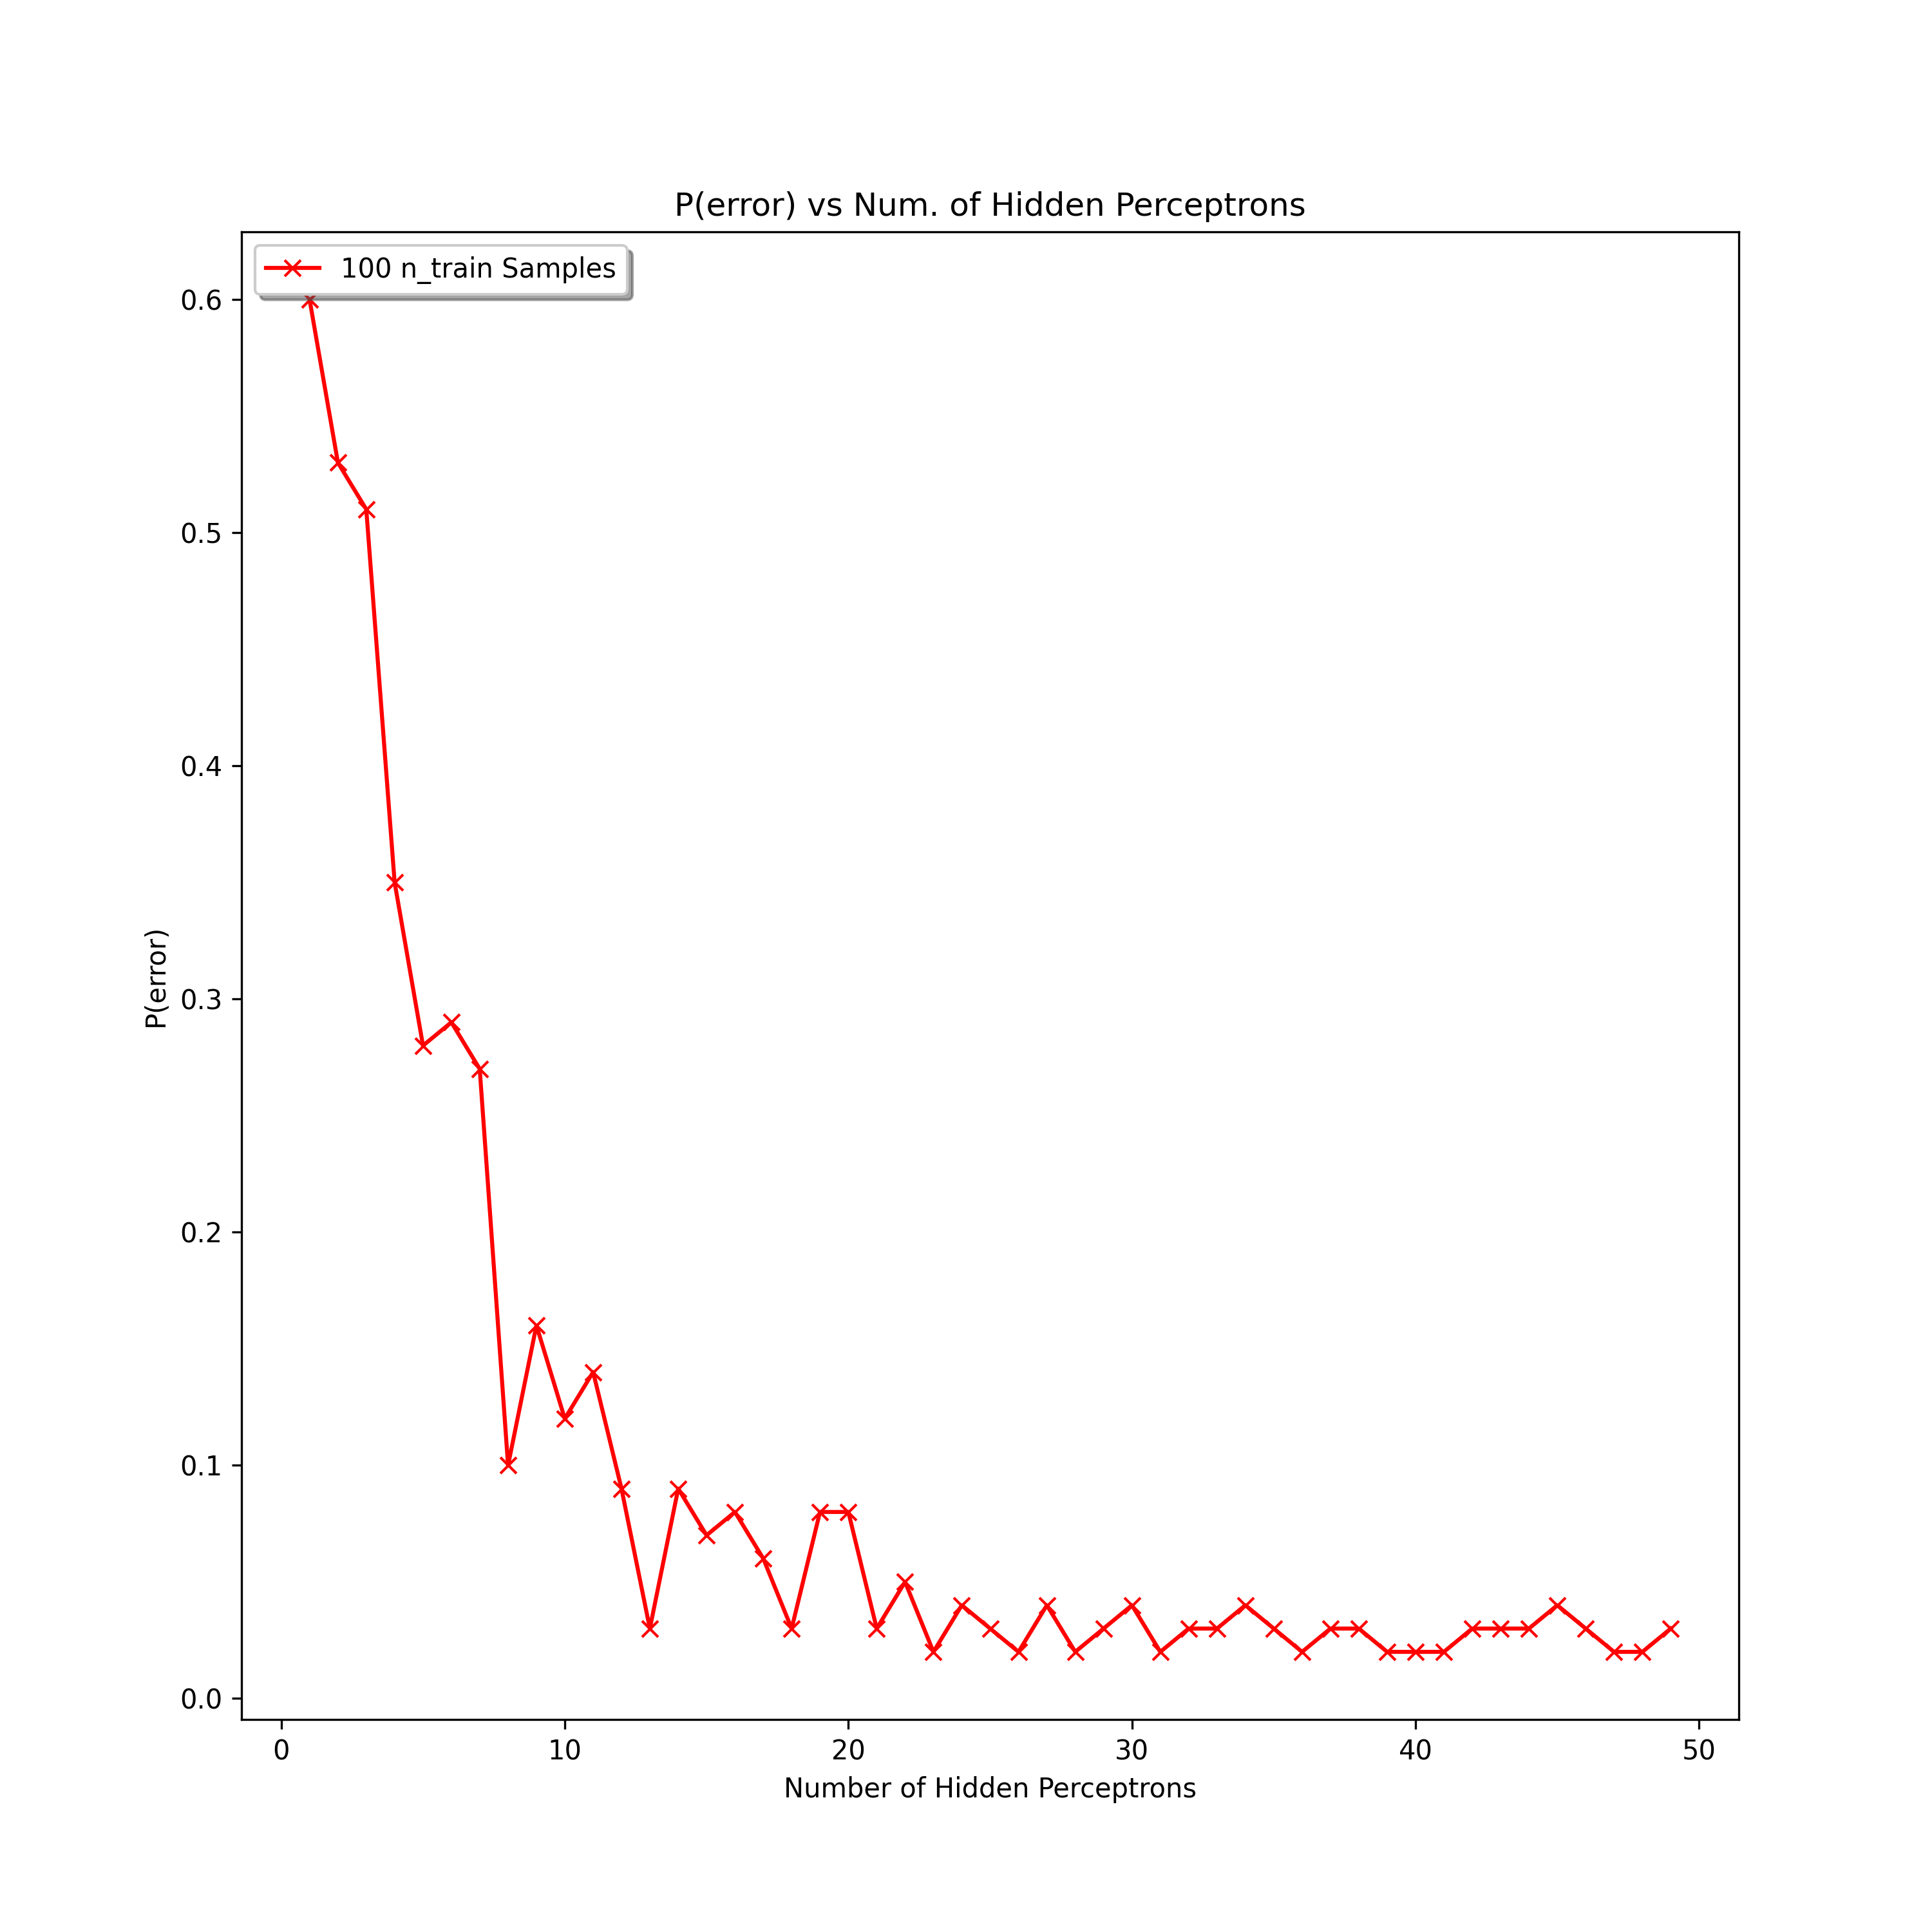 P(error) vs Num. of Hidden Perceptrons
100 n_train Samples
0.6
0.5
0.4
0.3
0.2
0.1
0.0
P(error)
0 10 20 30 40 50
Number of Hidden Perceptrons